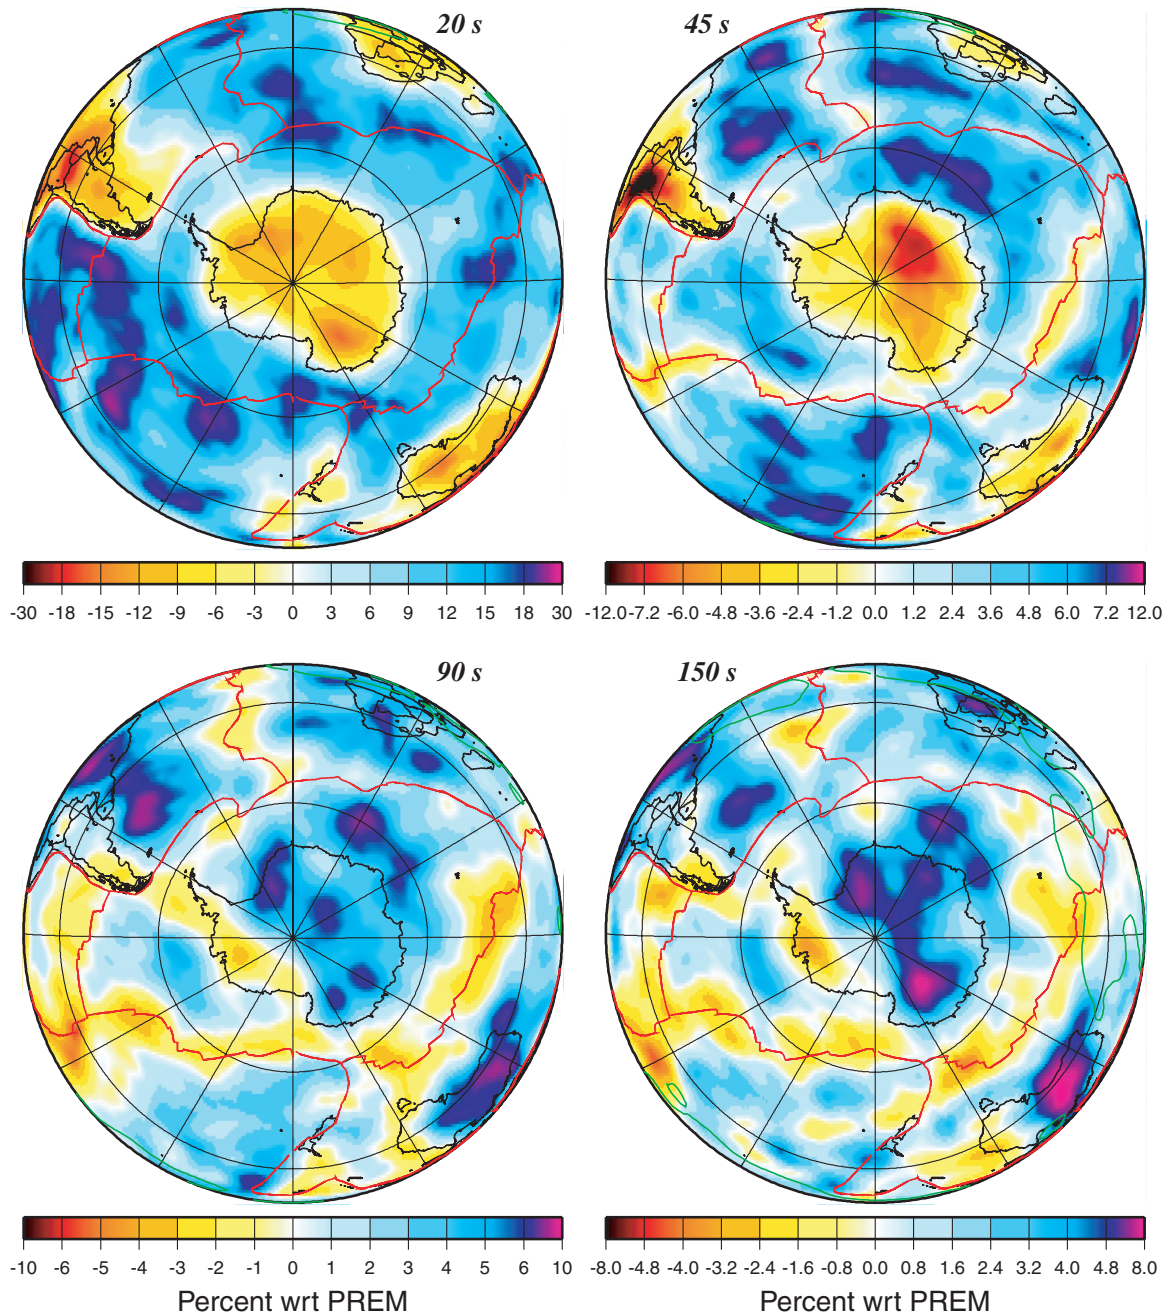 20 s
45 s
-30 -18 -15 -12 -9 -6 -3 0 3 6 9 12 15 18 30
-12.0 -7.2 -6.0 -4.8 -3.6 -2.4 -1.2 0.0 1.2 2.4 3.6 4.8 6.0 7.2 12.0
90 s
150 s
-10 -6 -5 -4 -3 -2 -1 0 1 2 3 4 5 6 10
-8.0 -4.8 -4.0 -3.2 -2.4 -1.6 -0.8 0.0 0.8 1.6 2.4 3.2 4.0 4.8 8.0
Percent wrt PREM
Percent wrt PREM